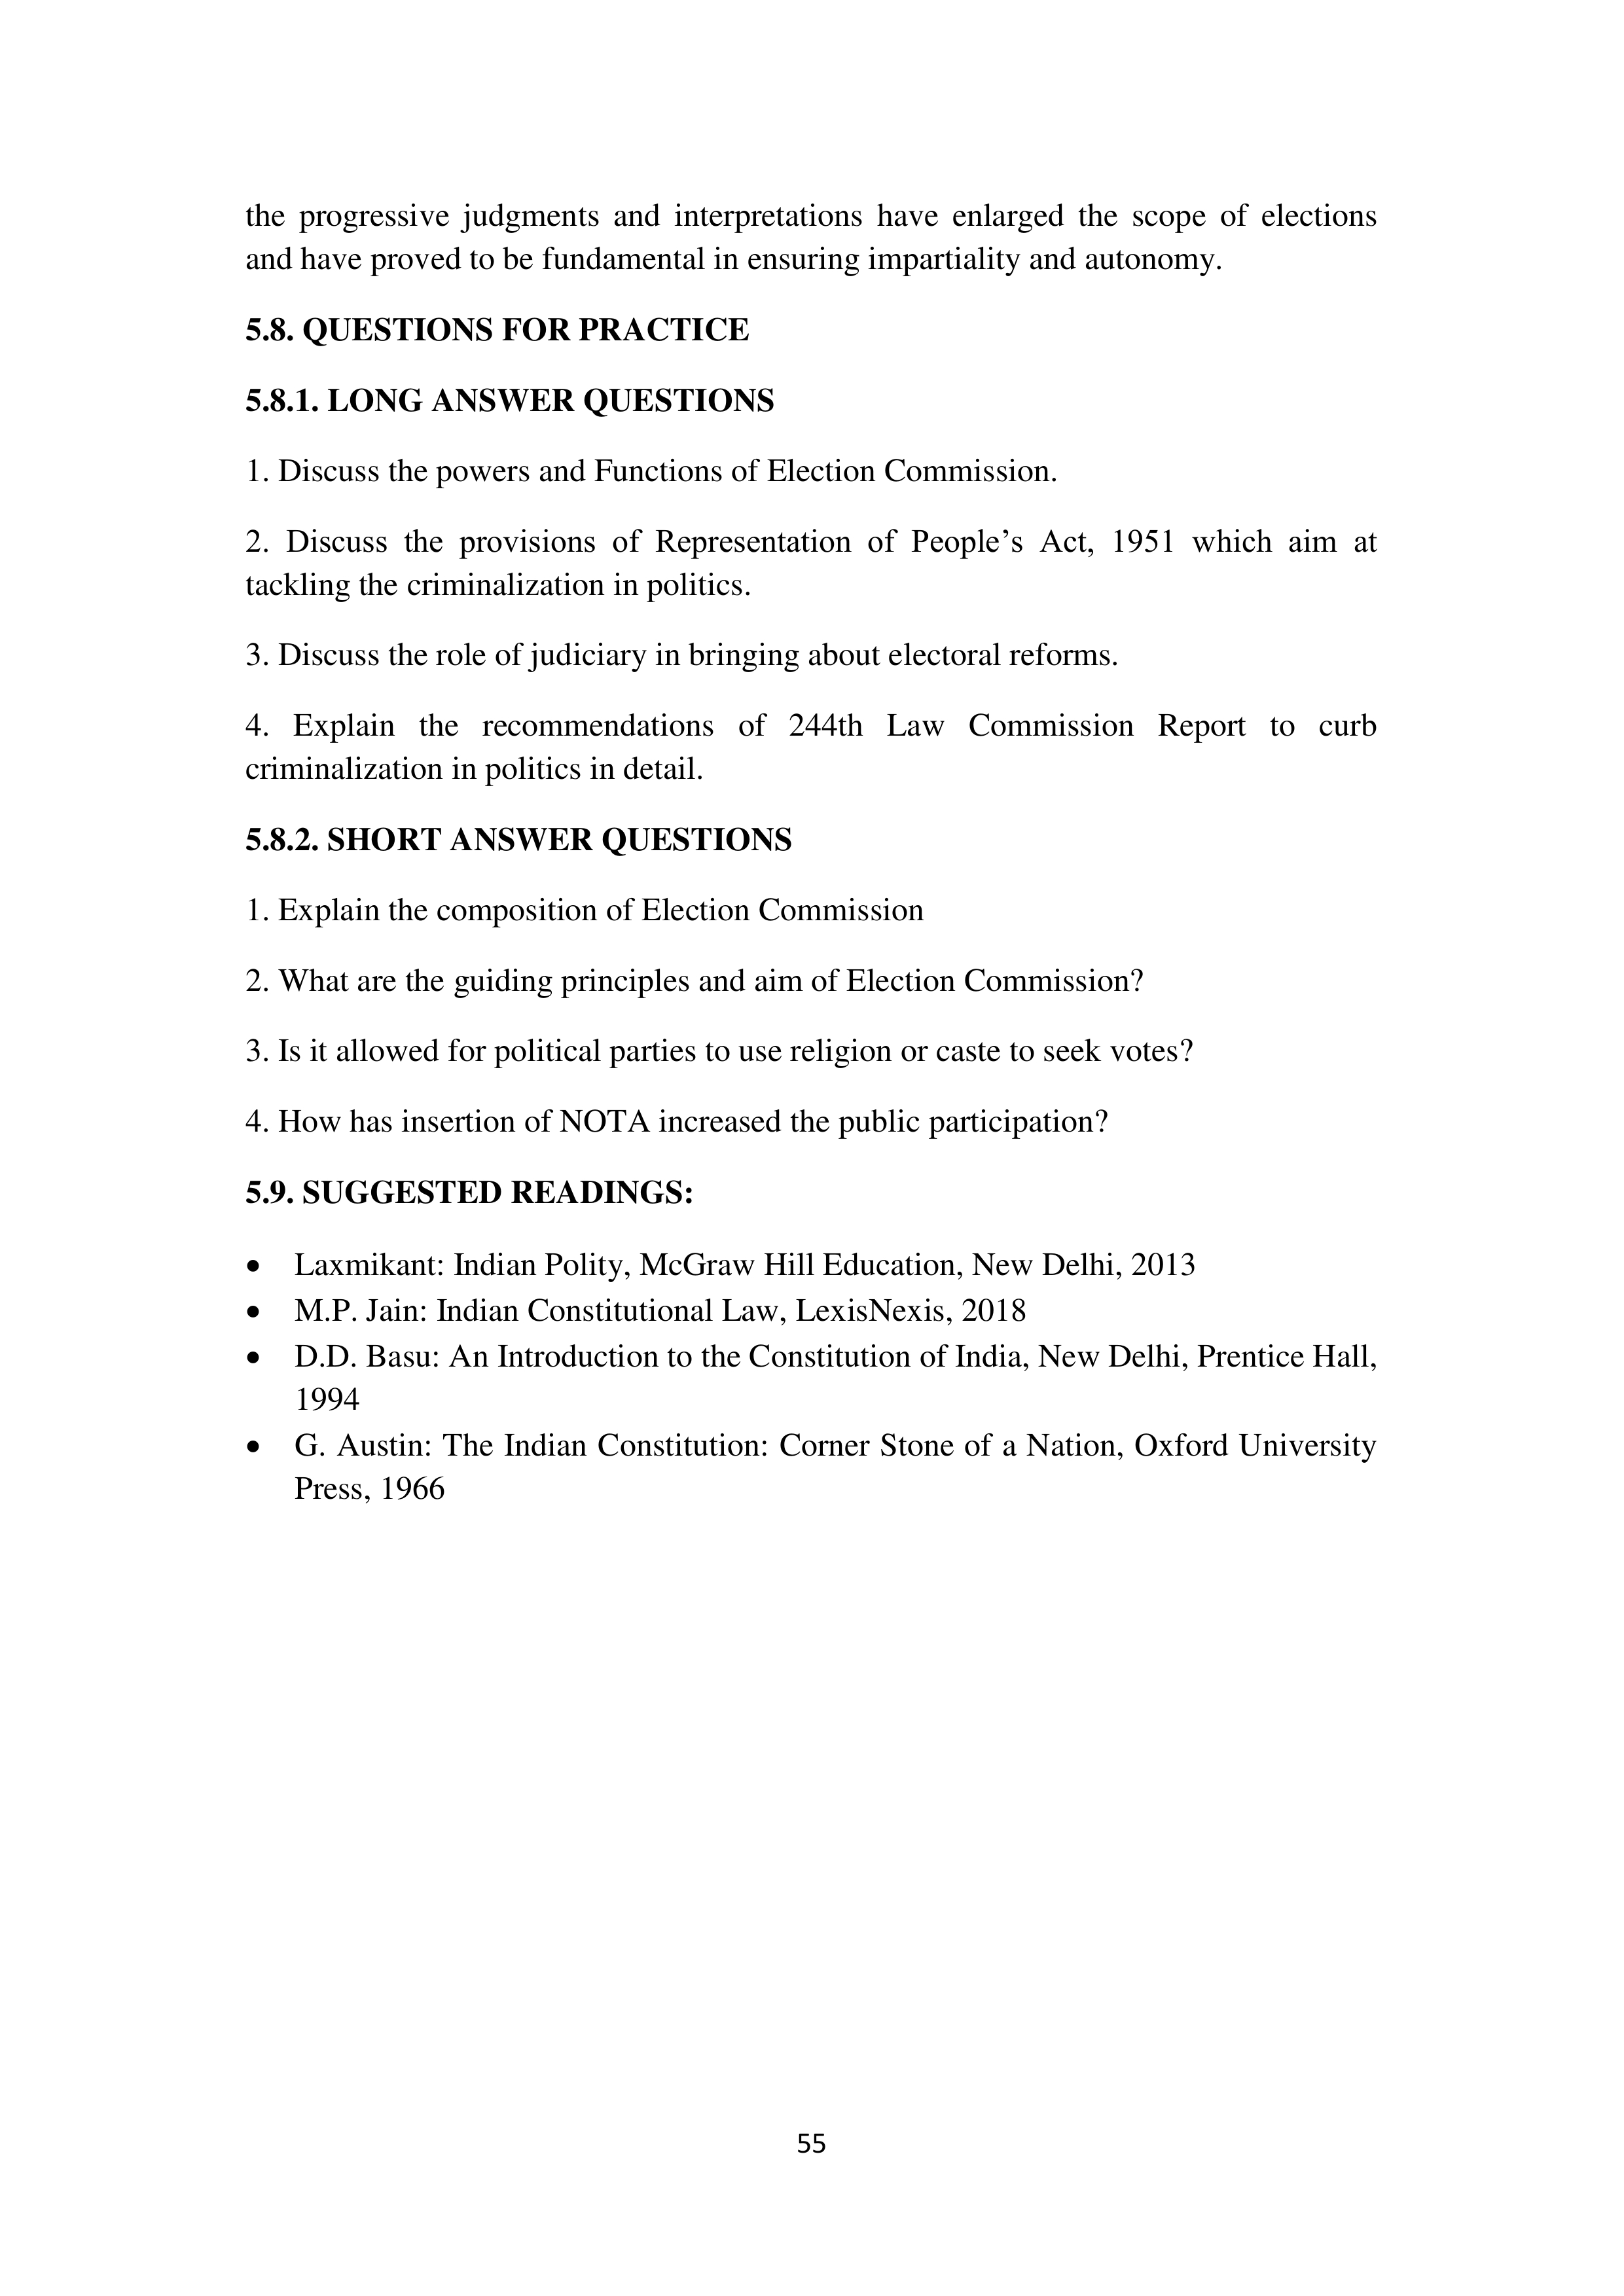 the progressive judgments and interpretations have enlarged the scope of elections
and have proved to be fundamental in ensuring impartiality and autonomy.
5.8. QUESTIONS FOR PRACTICE
5.8.1. LONG ANSWER QUESTIONS
1. Discuss the powers and Functions of Election Commission.
2. Discuss the provisions of Representation of People’s Act, 1951 which aim at
tackling the criminalization in politics.
3. Discuss the role of judiciary in bringing about electoral reforms.
4. Explain the recommendations of 244th Law Commission Report to curb
criminalization in politics in detail.
5.8.2. SHORT ANSWER QUESTIONS
1. Explain the composition of Election Commission
2. What are the guiding principles and aim of Election Commission?
3. Is it allowed for political parties to use religion or caste to seek votes?
4. How has insertion of NOTA increased the public participation?
5.9. SUGGESTED READINGS:
• Laxmikant: Indian Polity, McGraw Hill Education, New Delhi, 2013
• M.P. Jain: Indian Constitutional Law, LexisNexis, 2018
• D.D. Basu: An Introduction to the Constitution of India, New Delhi, Prentice Hall,
1994
• G. Austin: The Indian Constitution: Corner Stone of a Nation, Oxford University
Press, 1966
55